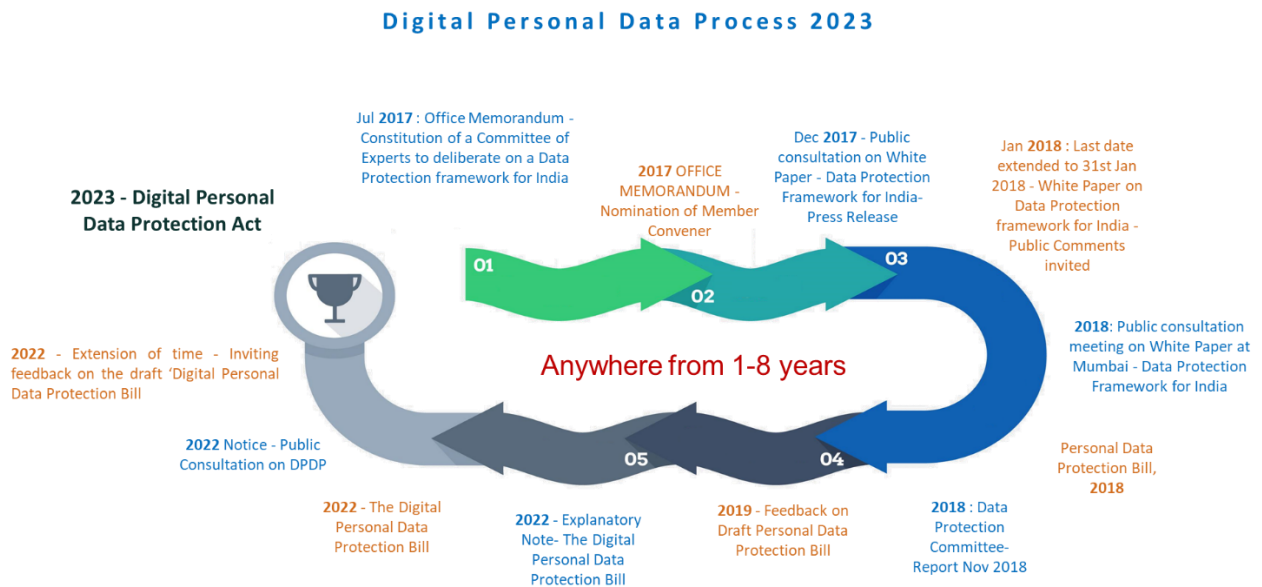 Digital Personal Data Process 2023
Jul 2017 : Office Memorandum -
Constitution of a Committee of
Experts to deliberate on a Data
Protection framework for India
2017 OFFICE
MEMORANDUM -
Nomination of Member
Convener
Dec 2017 - Public
consultation on White
Paper - Data Protection
Framework for India-
Press Release
Jan 2018 : Last date
extended to 31st Jan
2018 - White Paper on
Data Protection
framework for India -
Public Comments
invited
2023 - Digital Personal
Data Protection Act
01
02
03
2018: Public consultation
meeting on White Paper at
Mumbai - Data Protection
Framework for India
Anywhere from 1-8 years
2022 - Extension of time - Inviting
feedback on the draft ‘Digital Personal
Data Protection Bill
04
05
Personal Data
Protection Bill,
2018
2018 : Data
Protection
Committee-
Report Nov 2018
2019 - Feedback on
Draft Personal Data
Protection Bill
2022 - Explanatory
Note- The Digital
Personal Data
Protection Bill
2022 - The Digital
Personal Data
Protection Bill
2022 Notice - Public
Consultation on DPDP